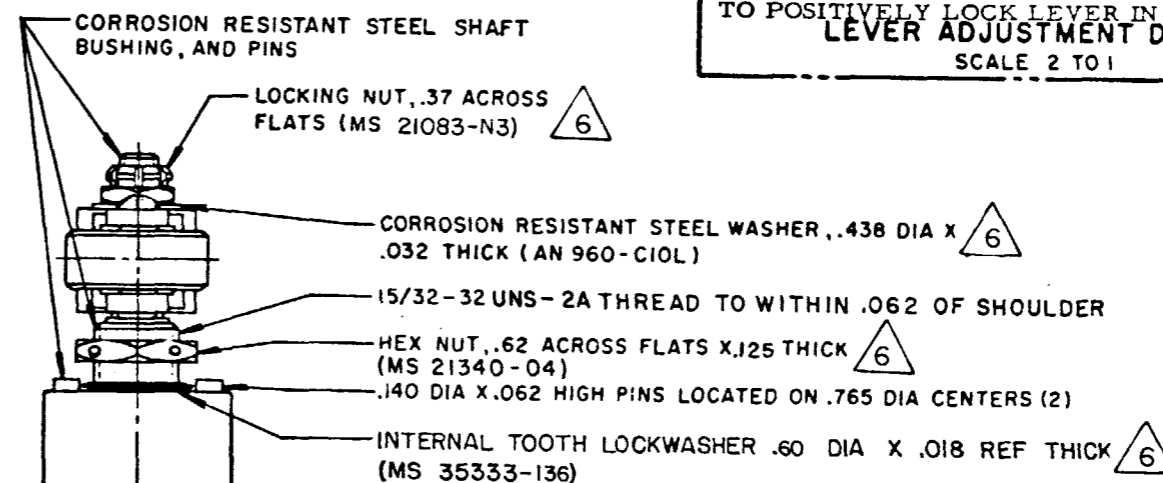 TO POSITIVELY LOCK LEVER IN
LEVER ADJUSTMENT D
SCALE 2 TO 1
CORROSION RESISTANT STEEL SHAFT
BUSHING, AND PINS
LOCKING NUT, .37 ACROSS
FLATS (MS 21083-N3) 6
CORROSION RESISTANT STEEL WASHER, .438 DIA X
.032 THICK (AN 960-C10L) 6
15/32-32 UNS-2A THREAD TO WITHIN .062 OF SHOULDER
HEX NUT, .62 ACROSS FLATS X .125 THICK 6
(MS 21340-04)
.140 DIA X .062 HIGH PINS LOCATED ON .765 DIA CENTERS (2)
INTERNAL TOOTH LOCKWASHER .60 DIA X .018 REF THICK 6
(MS 35333-136)